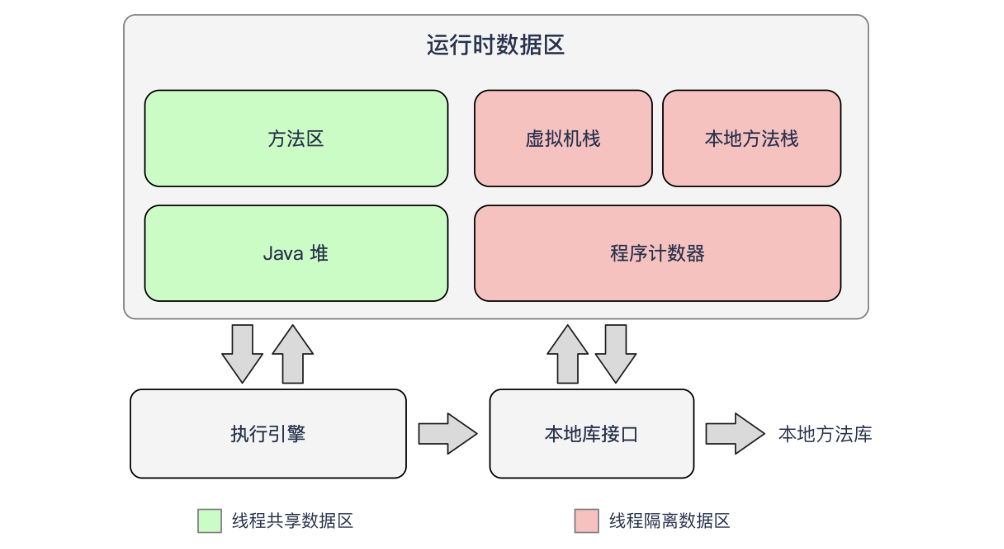 运行时数据区
方法区
虚拟机栈
本地方法栈
Java 堆
程序计数器
执行引擎
本地库接口
本地方法库
线程共享数据区
线程隔离数据区